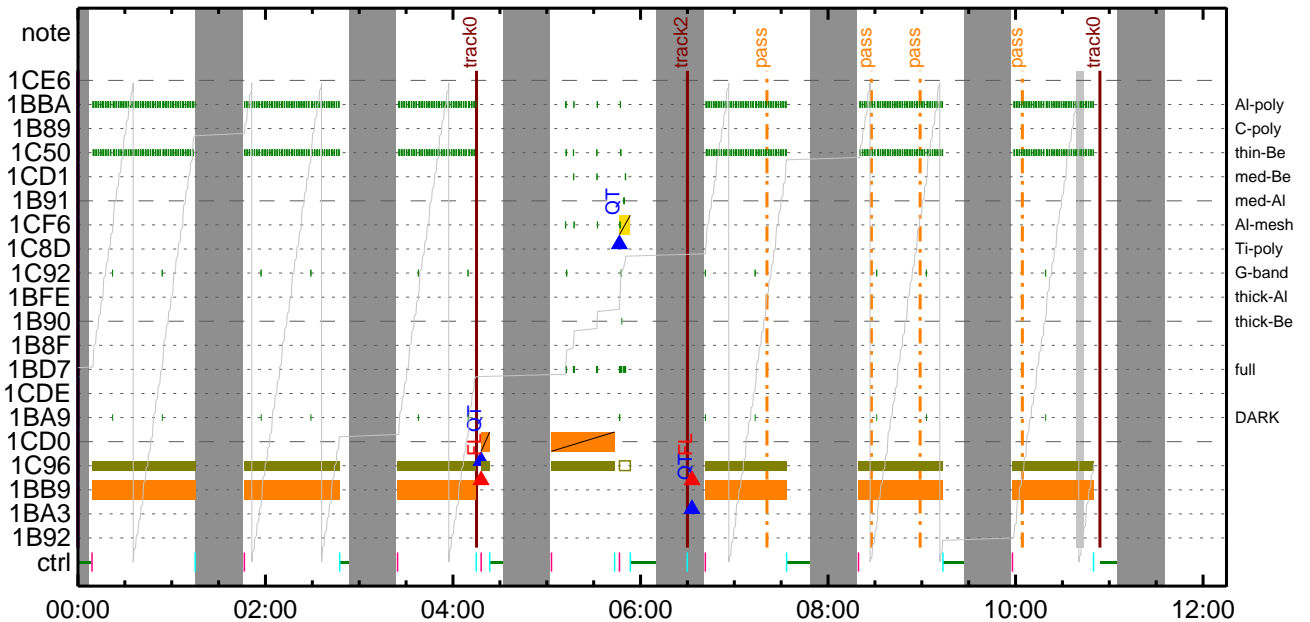 note
track0
track2
pass
pass
pass
pass
track0
1CE6
1BBA
Al-poly
1B89
C-poly
1C50
thin-Be
1CD1
med-Be
1B91
med-Al
QT
1CF6
Al-mesh
1C8D
Ti-poly
1C92
G-band
1BFE
thick-Al
1B90
thick-Be
1B8F
1BD7
full
1CDE
1BA9
DARK
QT
1CD0
FL
FL
1C96
QT
1BB9
1BA3
1B92
ctrl
00:00
02:00
04:00
06:00
08:00
10:00
12:00